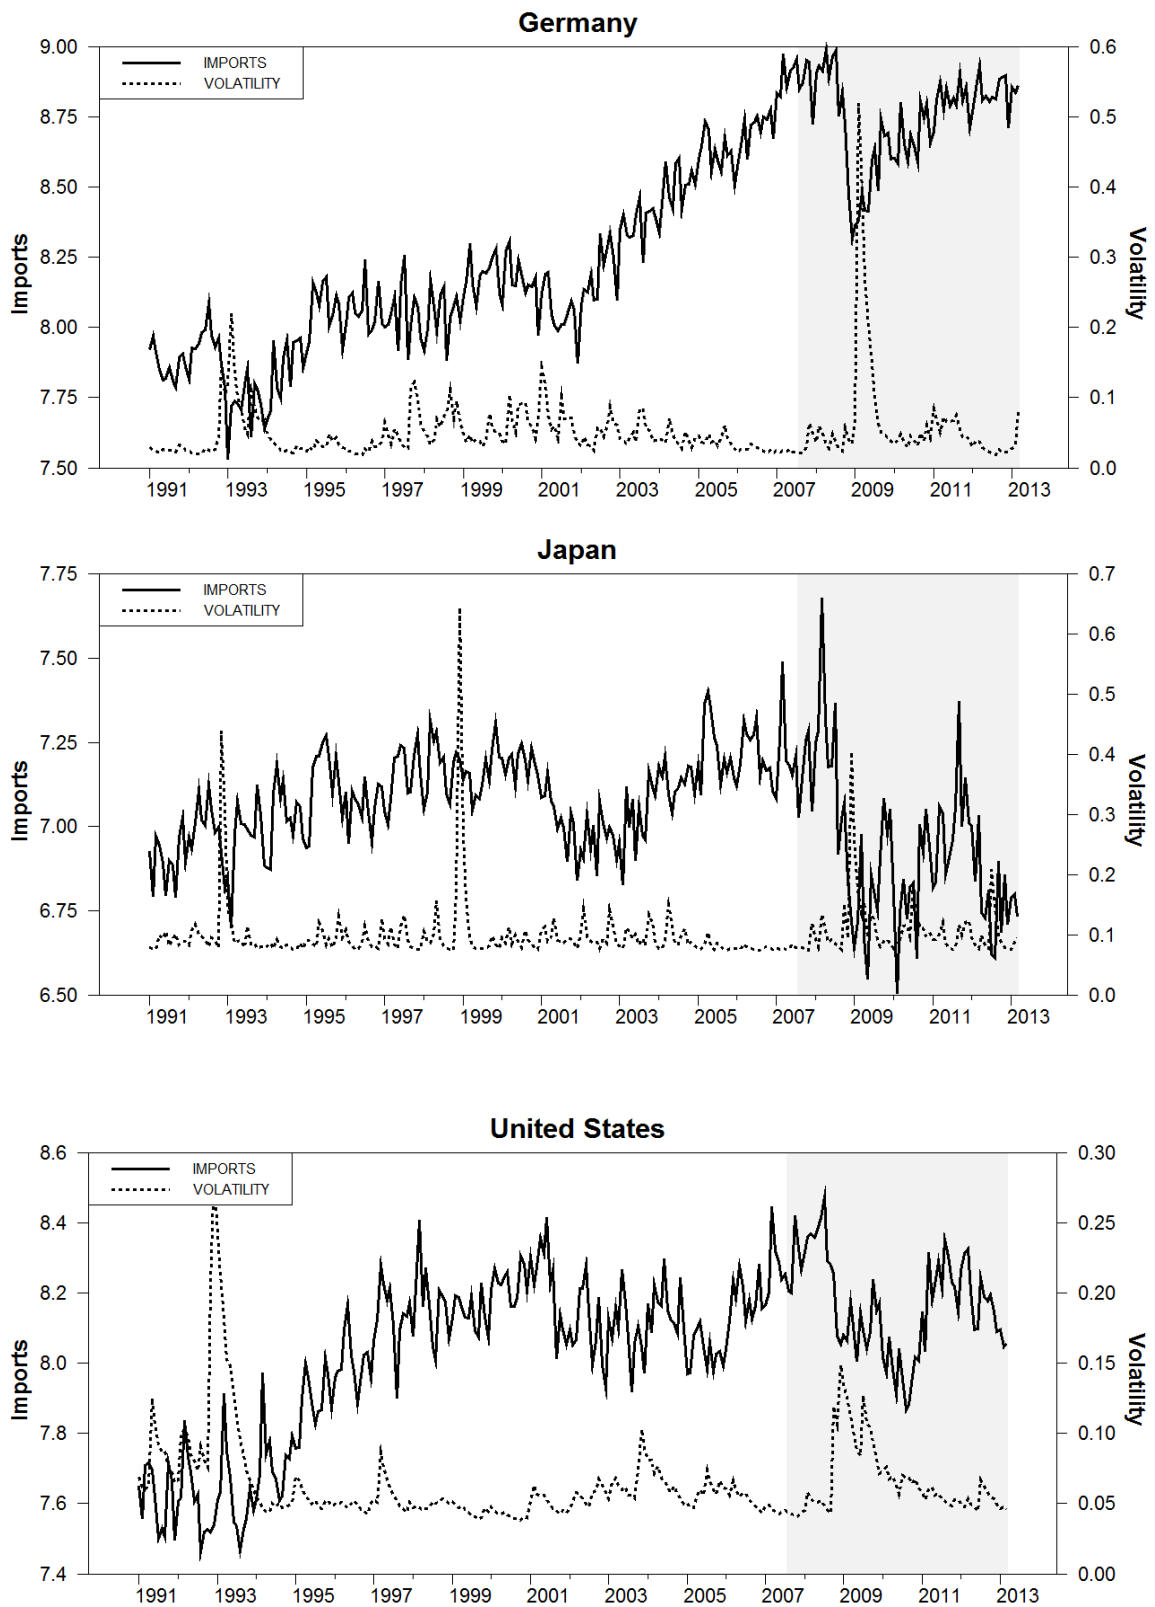 Germany
9.00
8.75
8.50
8.25
8.00
7.75
7.50
Imports
IMPORTS
VOLATILITY
0.6
0.5
0.4
0.3
0.2
0.1
0.0
Volatility
1991 1993 1995 1997 1999 2001 2003 2005 2007 2009 2011 2013
Japan
7.75
7.50
7.25
7.00
6.75
6.50
Imports
IMPORTS
VOLATILITY
0.7
0.6
0.5
0.4
0.3
0.2
0.1
0.0
Volatility
1991 1993 1995 1997 1999 2001 2003 2005 2007 2009 2011 2013
United States
8.6
8.4
8.2
8.0
7.8
7.6
7.4
Imports
IMPORTS
VOLATILITY
0.30
0.25
0.20
0.15
0.10
0.05
0.00
Volatility
1991 1993 1995 1997 1999 2001 2003 2005 2007 2009 2011 2013